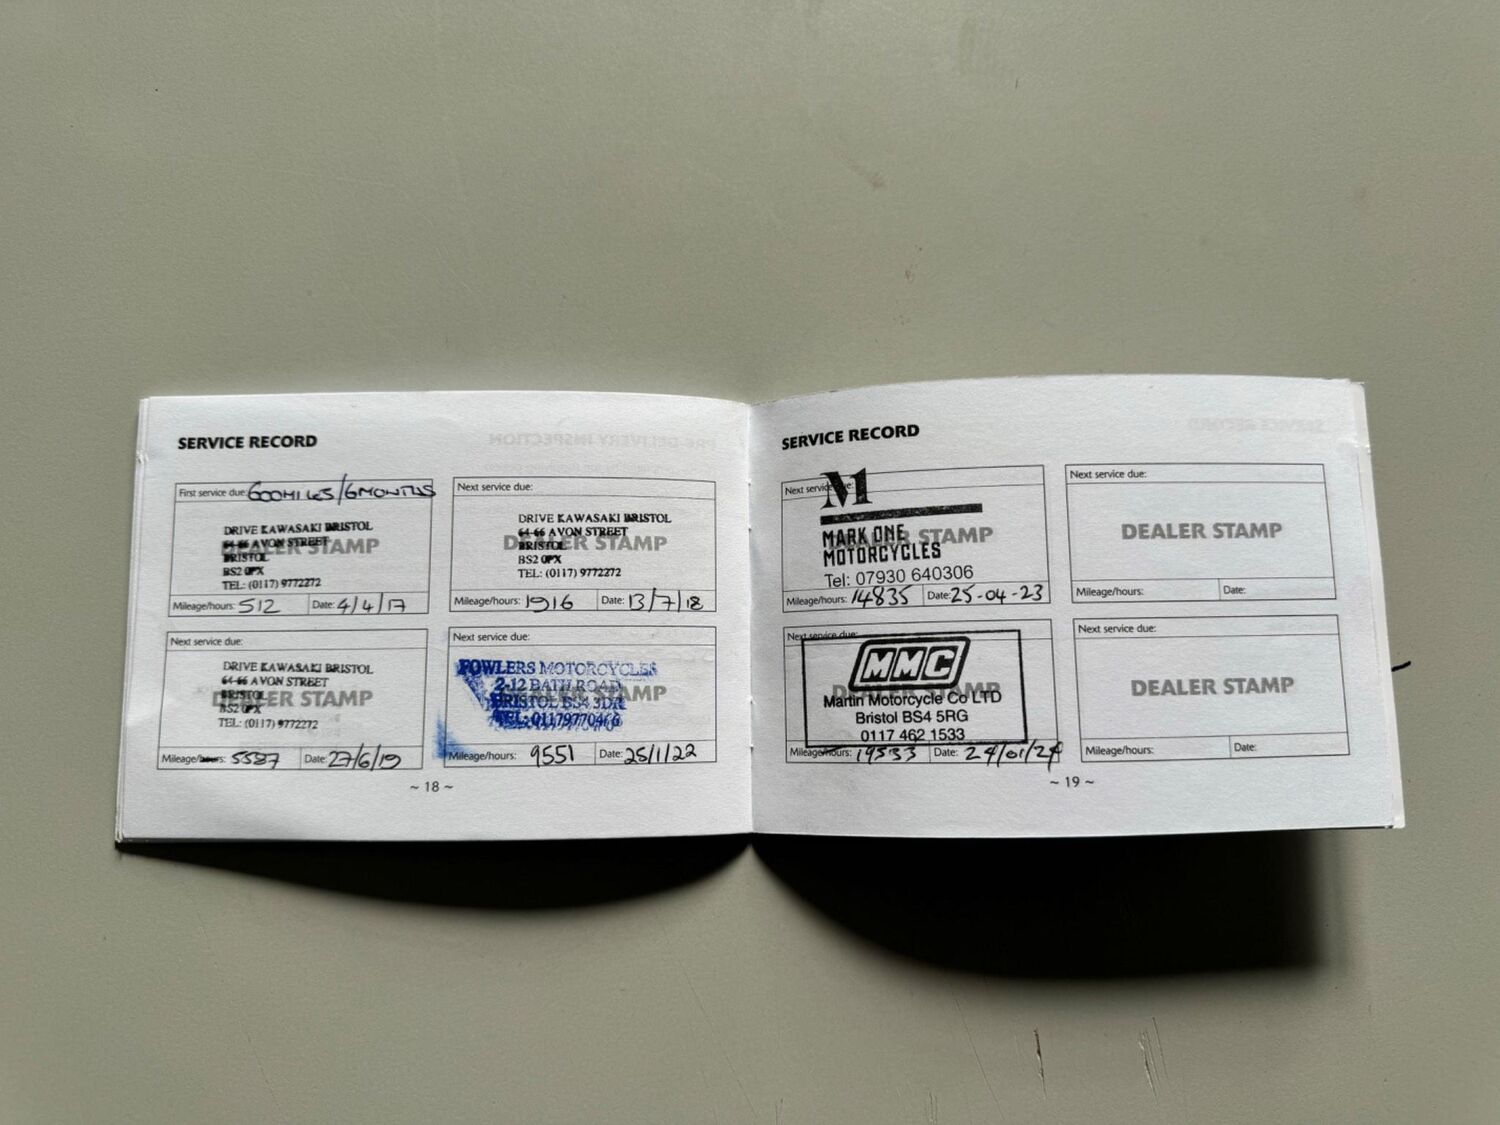 SERVICE RECORD
First service due: 600MILES/6MONTHS
DRIVE KAWASAKI BRISTOL
64-66 AVON STREET
BRISTOL
BS2 0PX
TEL: (0117) 9772272
DEALER STAMP
Mileage/hours: 512 Date: 4/4/17
Next service due:
DRIVE KAWASAKI BRISTOL
64-66 AVON STREET
BRISTOL
BS2 0PX
TEL: (0117) 9772272
DEALER STAMP
Mileage/hours: 1916 Date: 13/7/18
Next service due:
DRIVE KAWASAKI BRISTOL
64-66 AVON STREET
BRISTOL
BS2 0PX
TEL: (0117) 9772272
DEALER STAMP
Mileage/hours: 5587 Date: 27/6/19
Next service due:
FOWLERS MOTORCYCLES
2-12 BATH ROAD
BRISTOL BS4 3DR
TEL: 01179770466
DEALER STAMP
Mileage/hours: 9551 Date: 25/1/22
~ 18 ~
SERVICE RECORD
Next service due:
M1
MARK ONE
MOTORCYCLES
Tel: 07930 640306
DEALER STAMP
Mileage/hours: 14835 Date: 25-04-23
Next service due:
DEALER STAMP
Mileage/hours: Date:
Next service due:
MMC
Martin Motorcycle Co LTD
Bristol BS4 5RG
0117 462 1533
DEALER STAMP
Mileage/hours: 19533 Date: 24/01/24
Next service due:
DEALER STAMP
Mileage/hours: Date:
~ 19 ~